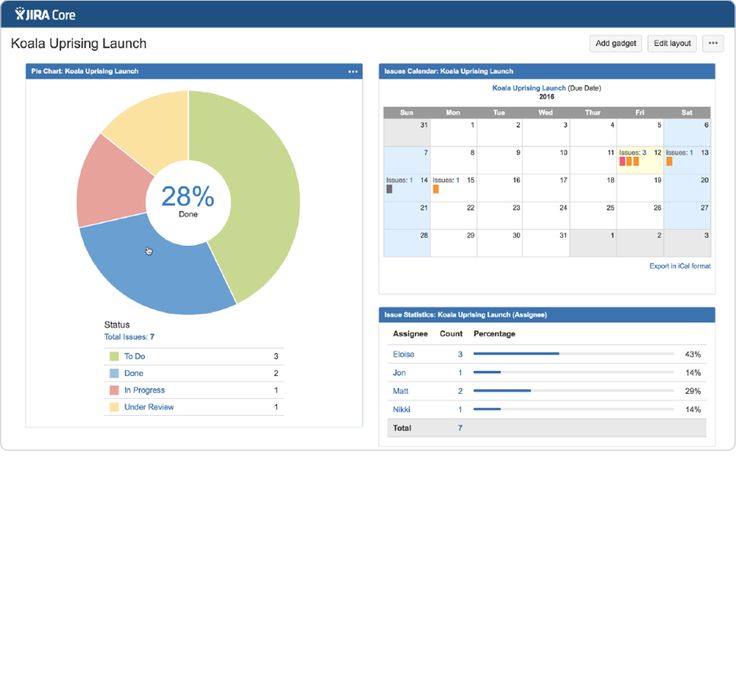 JIRA Core
Koala Uprising Launch
Add gadget Edit layout ···
Pie Chart: Koala Uprising Launch ···
28%
Done
Status
Total Issues: 7
To Do 3
Done 2
In Progress 1
Under Review 1
Issues Calendar: Koala Uprising Launch
Koala Uprising Launch (Due Date)
2016
Sun Mon Tue Wed Thur Fri Sat
31 1 2 3 4 5 6
7 8 9 10 11 Issues: 3 12 Issues: 1 13
Issues: 1 14 Issues: 1 15 16 17 18 19 20
21 22 23 24 25 26 27
28 29 30 31 1 2 3
Export in iCal format
Issue Statistics: Koala Uprising Launch (Assignee)
Assignee Count Percentage
Eloise 3 43%
Jon 1 14%
Matt 2 29%
Nikki 1 14%
Total 7